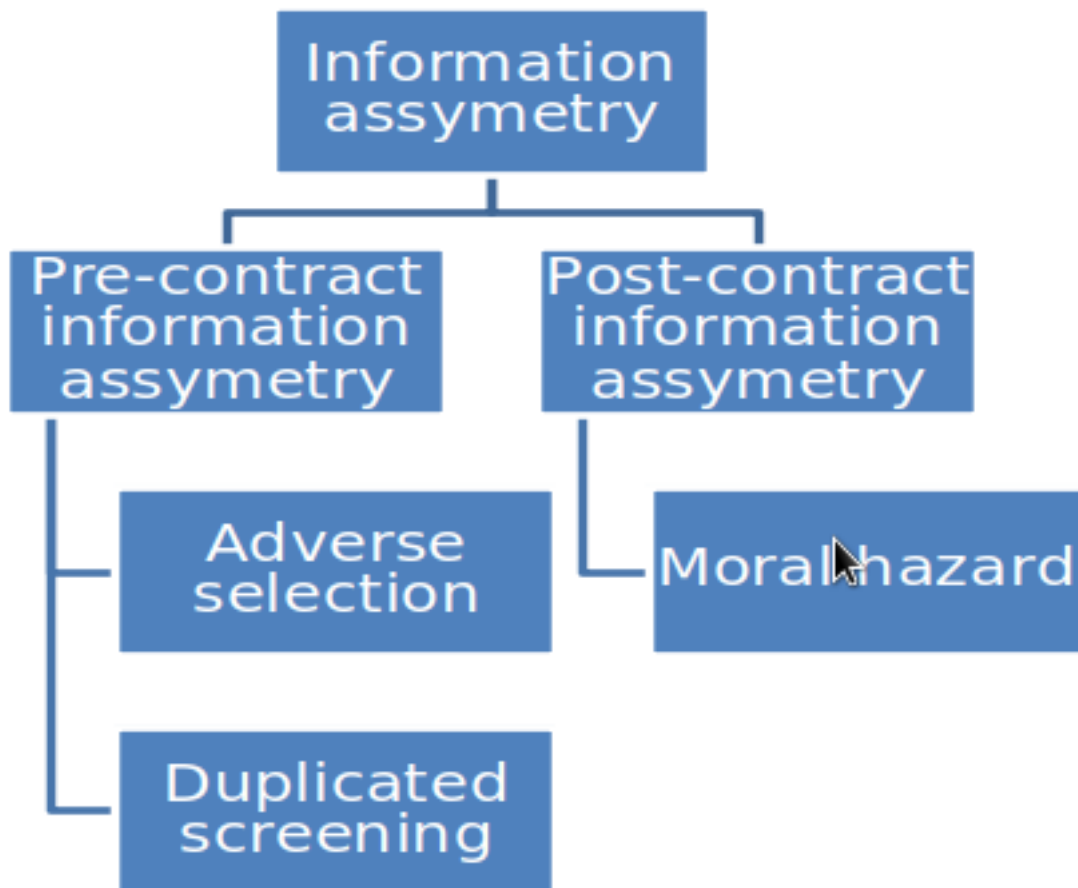 Information
assymetry
Pre-contract
information
assymetry
Post-contract
information
assymetry
Adverse
selection
Moral hazard
Duplicated
screening